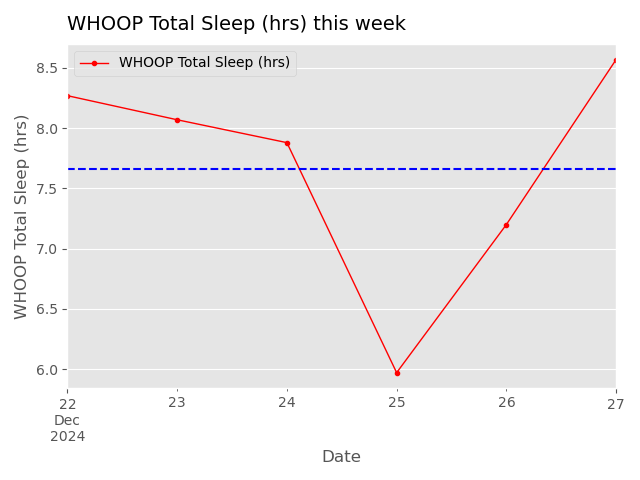 WHOOP Total Sleep (hrs) this week
WHOOP Total Sleep (hrs)
WHOOP Total Sleep (hrs)
8.5
8.0
7.5
7.0
6.5
6.0
22 23 24 25 26 27
Dec
2024
Date